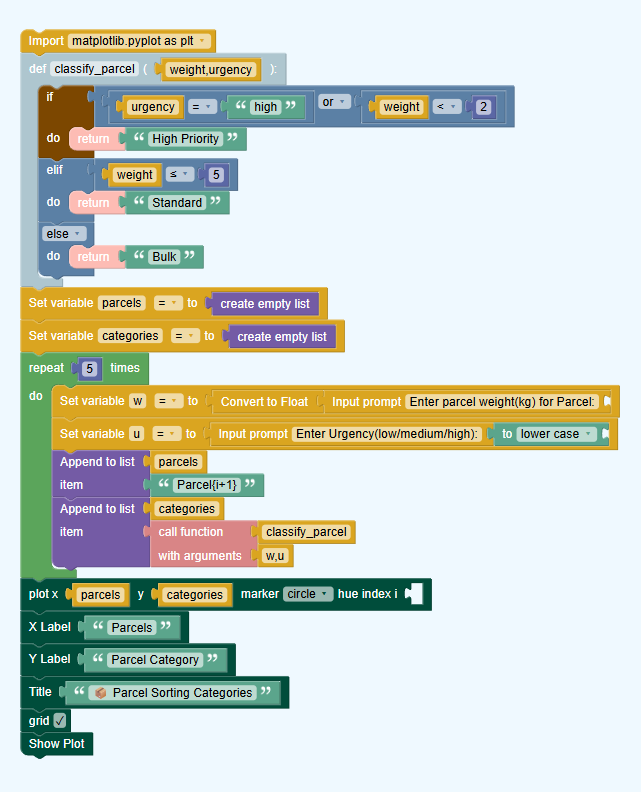 Import matplotlib.pyplot as plt
def classify_parcel ( weight,urgency ):
if urgency = “ high ” or weight < 2
do return “ High Priority ”
elif weight ≤ 5
do return “ Standard ”
else
do return “ Bulk ”
Set variable parcels = to create empty list
Set variable categories = to create empty list
repeat 5 times
do Set variable w = to Convert to Float Input prompt Enter parcel weight(kg) for Parcel:
Set variable u = to Input prompt Enter Urgency(low/medium/high): to lower case
Append to list parcels
item “ Parcel{i+1} ”
Append to list categories
item call function classify_parcel
with arguments w,u
plot x parcels y categories marker circle hue index i
X Label “ Parcels ”
Y Label “ Parcel Category ”
Title “ 📦 Parcel Sorting Categories ”
grid ✓
Show Plot